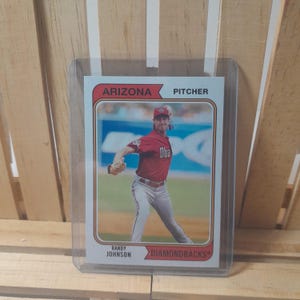 ARIZONA PITCHER
RANDY
JOHNSON DIAMONDBACKS